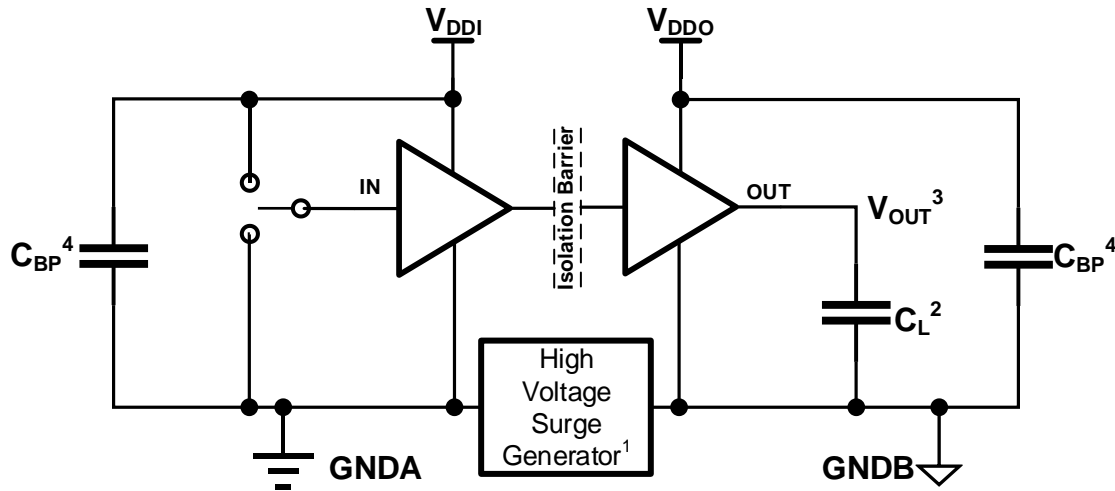 VDDI
VDDO
IN
Isolation Barrier
OUT
VOUT3
CBP4
CBP4
CL2
High
Voltage
Surge
Generator1
GNDA
GNDB